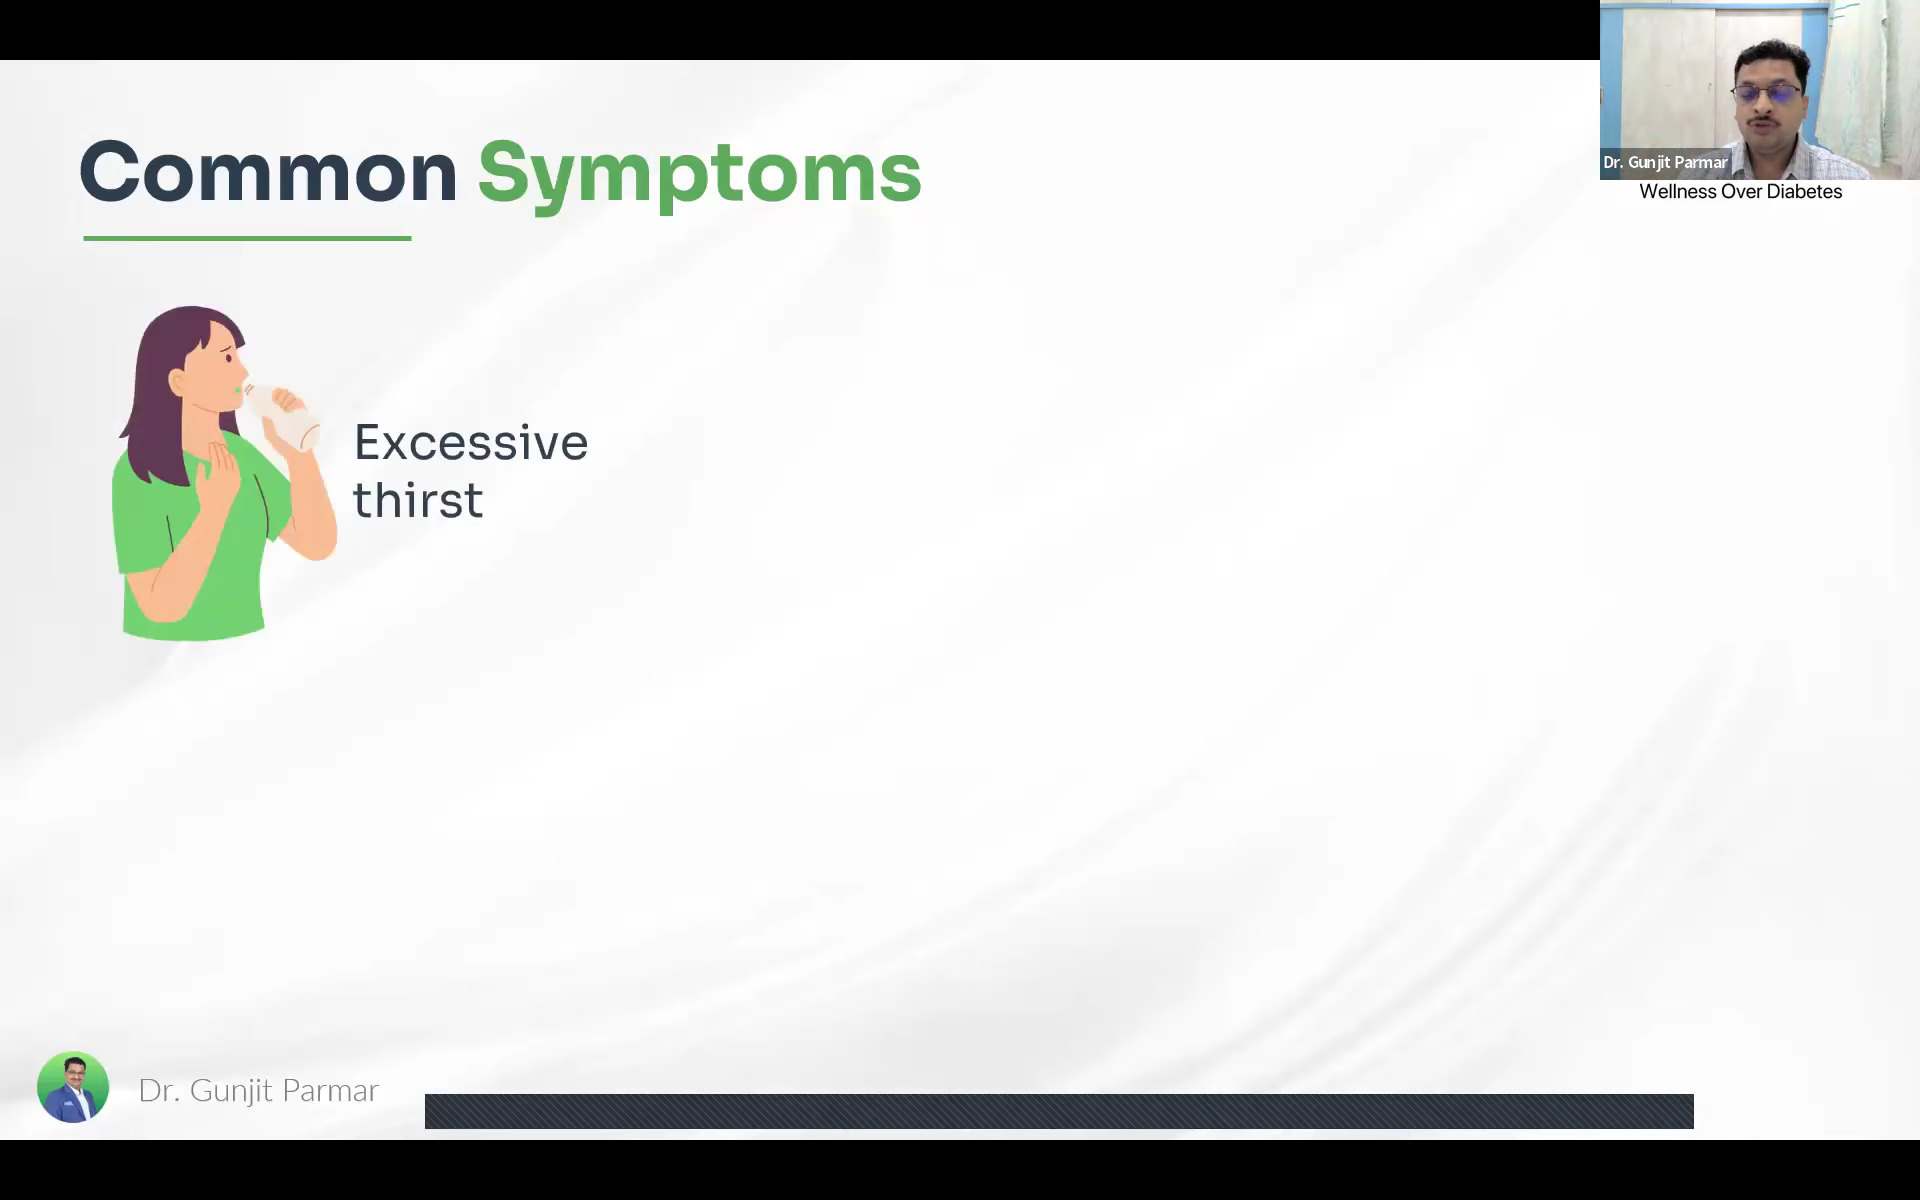 Common Symptoms
Dr. Gunjit Parmar
Wellness Over Diabetes
Excessive
thirst
Dr. Gunjit Parmar